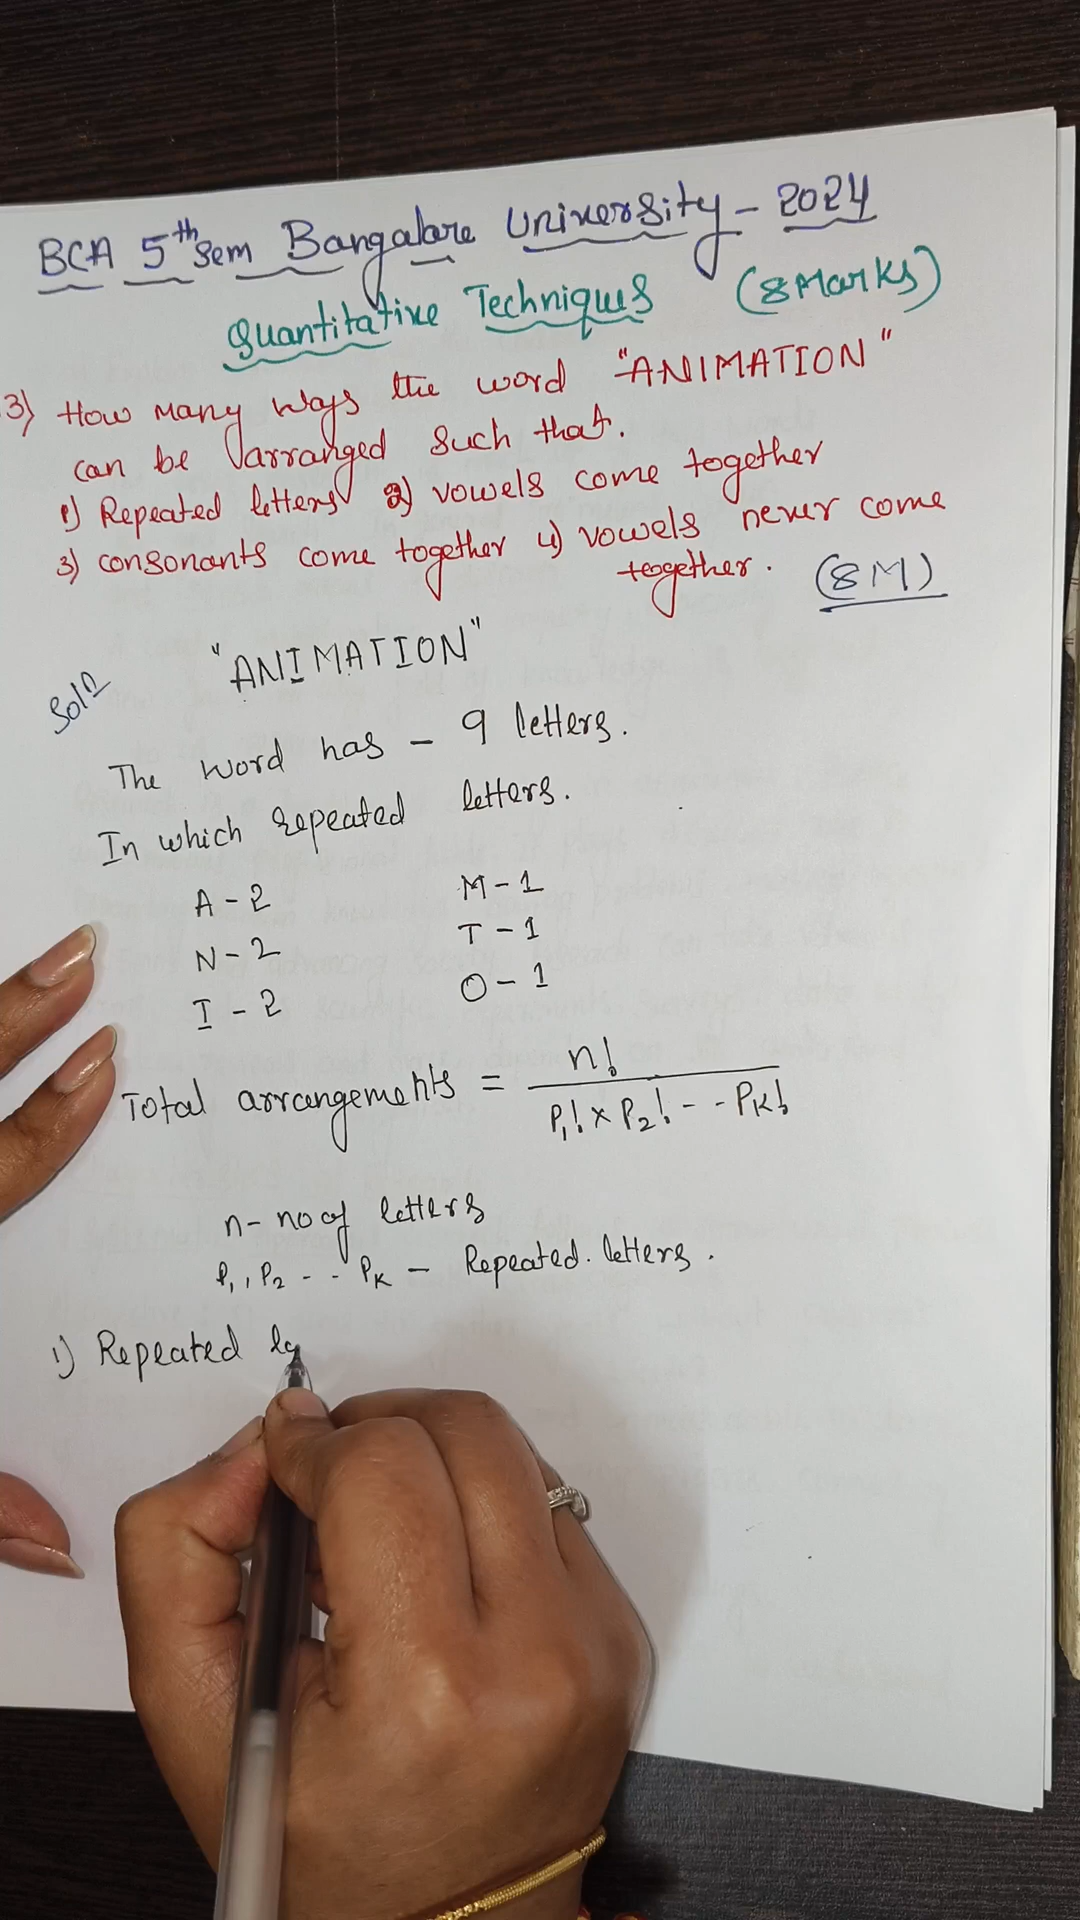 BCA 5th sem Bangalore University - 2024
Quantitative Techniques (8 Marks)
3) How many ways the word "ANIMATION"
can be arranged such that.
1) Repeated letters 2) vowels come together
3) consonants come together 4) vowels never come
together. (8M)
Soln "ANIMATION"
The word has - 9 letters.
In which repeated letters.
A - 2 M - 1
N - 2 T - 1
I - 2 O - 1
Total arrangements = n! / P1! × P2! - - PK!
n - no of letters
P1, P2 - - PK - Repeated. letters.
1) Repeated le